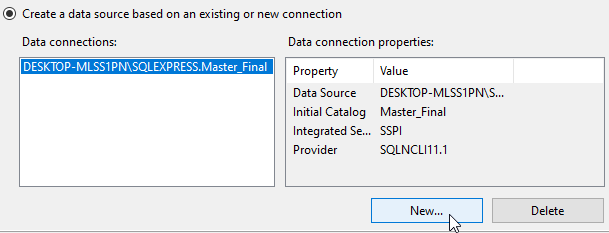 Create a data source based on an existing or new connection
Data connections:
Data connection properties:
DESKTOP-MLSS1PN\SQLEXPRESS.Master_Final
Property Value
Data Source DESKTOP-MLSS1PN\S...
Initial Catalog Master_Final
Integrated Se... SSPI
Provider SQLNCLI11.1
New... Delete